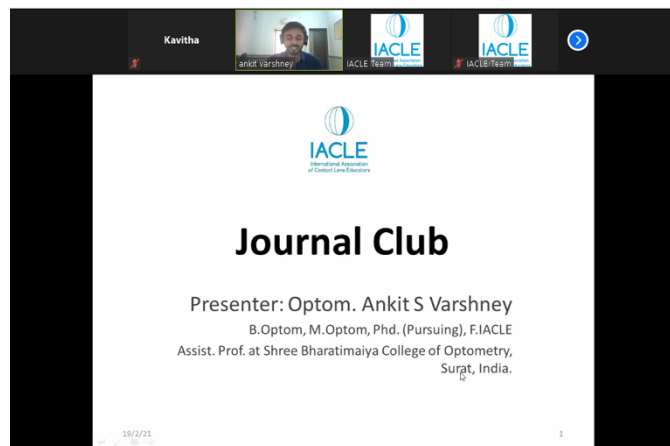 Kavitha
ankit varshney
IACLE
IACLE Team
IACLE
IACLE Team
IACLE
International Association
of Contact Lens Educators
Journal Club
Presenter: Optom. Ankit S Varshney
B.Optom, M.Optom, Phd. (Pursuing), F.IACLE
Assist. Prof. at Shree Bharatimaiya College of Optometry,
Surat, India.
19/2/21
1